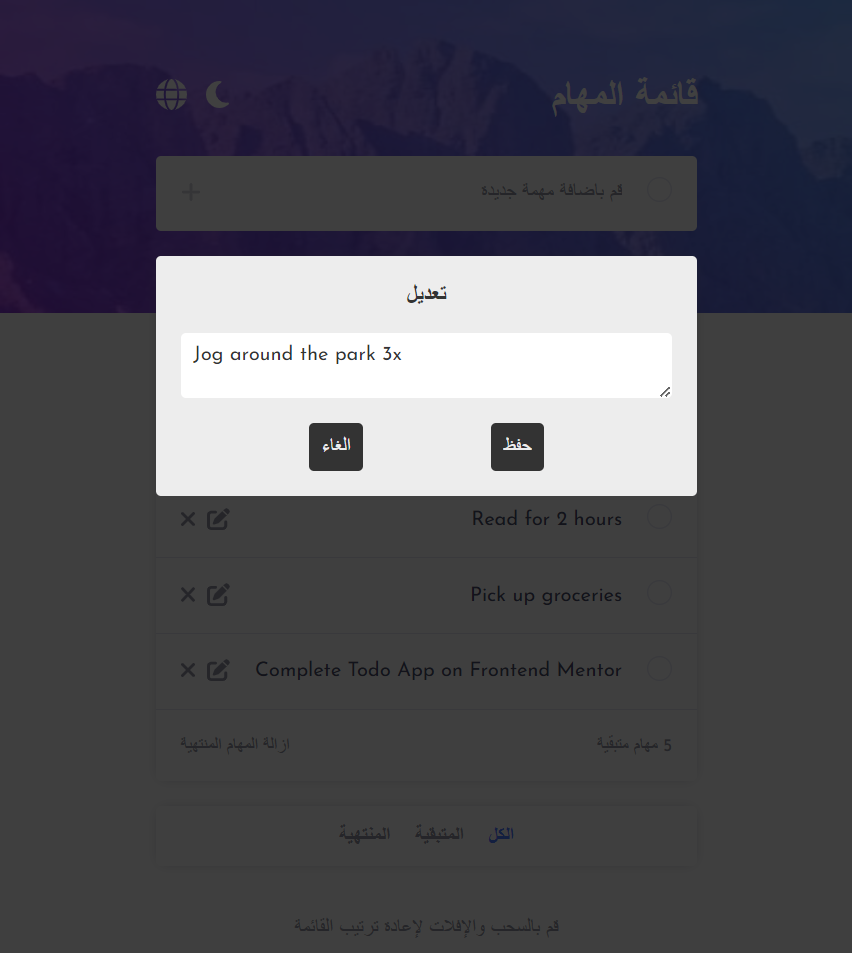 قائمة المهام
قم باضافة مهمة جديدة
تعديل
Jog around the park 3x
حفظ الغاء
Read for 2 hours
Pick up groceries
Complete Todo App on Frontend Mentor
5 مهام متبقية ازالة المهام المنتهية
الكل المتبقية المنتهية
قم بالسحب والإفلات لإعادة ترتيب القائمة